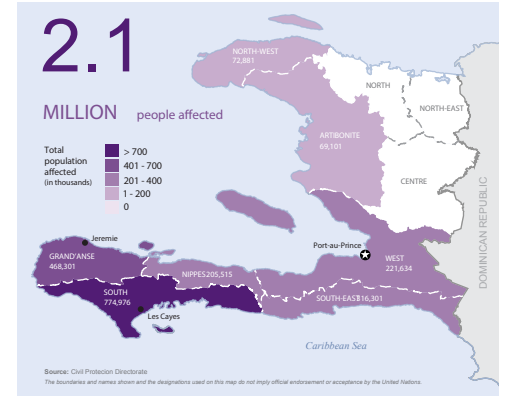 2.1
MILLION people affected
Total
population
affected
(in thousands)
> 700
401 - 700
201 - 400
1 - 200
0
NORTH-WEST
72,881
NORTH
NORTH-EAST
ARTIBONITE
69,101
CENTRE
DOMINICAN REPUBLIC
Jeremie
Port-au-Prince
GRAND'ANSE
468,301
WEST
221,634
NIPPES205,515
SOUTH
774,976
SOUTH-EAST116,301
Les Cayes
Caribbean Sea
Source: Civil Protecion Directorate
The boundaries and names shown and the designations used on this map do not imply official endorsement or acceptance by the United Nations.